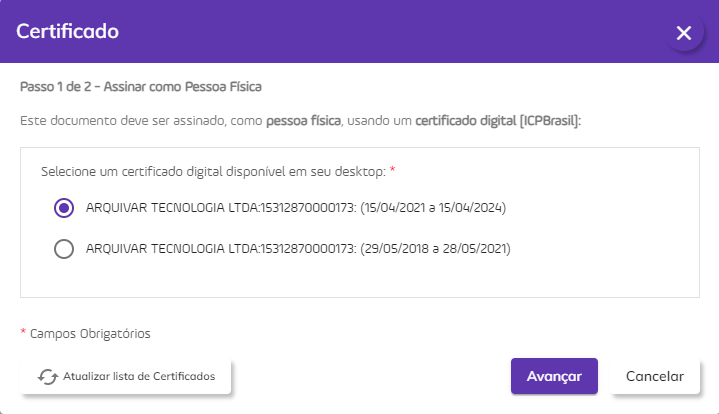 Certificado
Passo 1 de 2 - Assinar como Pessoa Física
Este documento deve ser assinado, como pessoa física, usando um certificado digital [ICPBrasil]:
Selecione um certificado digital disponível em seu desktop: *
ARQUIVAR TECNOLOGIA LTDA:15312870000173: (15/04/2021 a 15/04/2024)
ARQUIVAR TECNOLOGIA LTDA:15312870000173: (29/05/2018 a 28/05/2021)
* Campos Obrigatórios
Atualizar lista de Certificados
Avançar
Cancelar